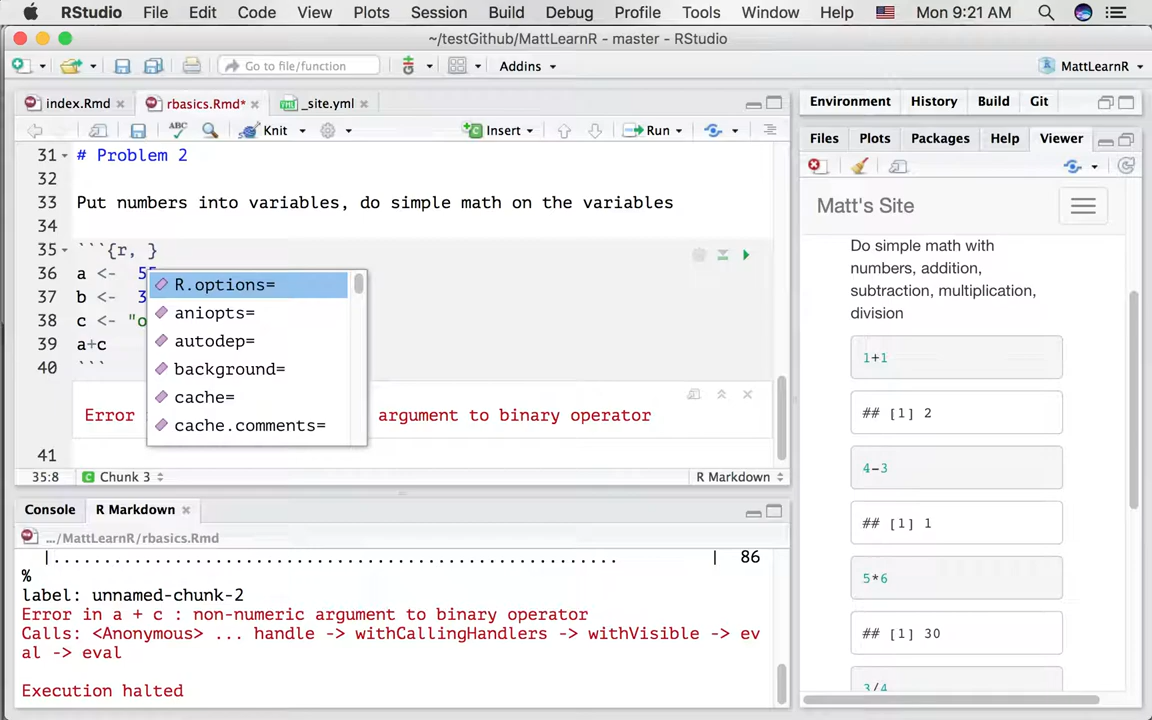 RStudio File Edit Code View Plots Session Build Debug Profile Tools Window Help Mon 9:21 AM
~/testGithub/MattLearnR - master - RStudio
Go to file/function Addins MattLearnR
index.Rmd rbasics.Rmd* _site.yml
ABC Knit Insert Run
31 # Problem 2
32
33 Put numbers into variables, do simple math on the variables
34
35 ```{r, }
36 a <- 55
37 b <- 3
38 c <- "o
39 a+c
40 ```
R.options=
aniopts=
autodep=
background=
cache=
cache.comments=
Error argument to binary operator
41
35:8 Chunk 3 R Markdown
Console R Markdown
.../MattLearnR/rbasics.Rmd
|............................................................. | 86
%
label: unnamed-chunk-2
Error in a + c : non-numeric argument to binary operator
Calls: <Anonymous> ... handle -> withCallingHandlers -> withVisible -> ev
al -> eval
Execution halted
Environment History Build Git
Files Plots Packages Help Viewer
Matt's Site
Do simple math with
numbers, addition,
subtraction, multiplication,
division
1+1
## [1] 2
4-3
## [1] 1
5*6
## [1] 30
3/4